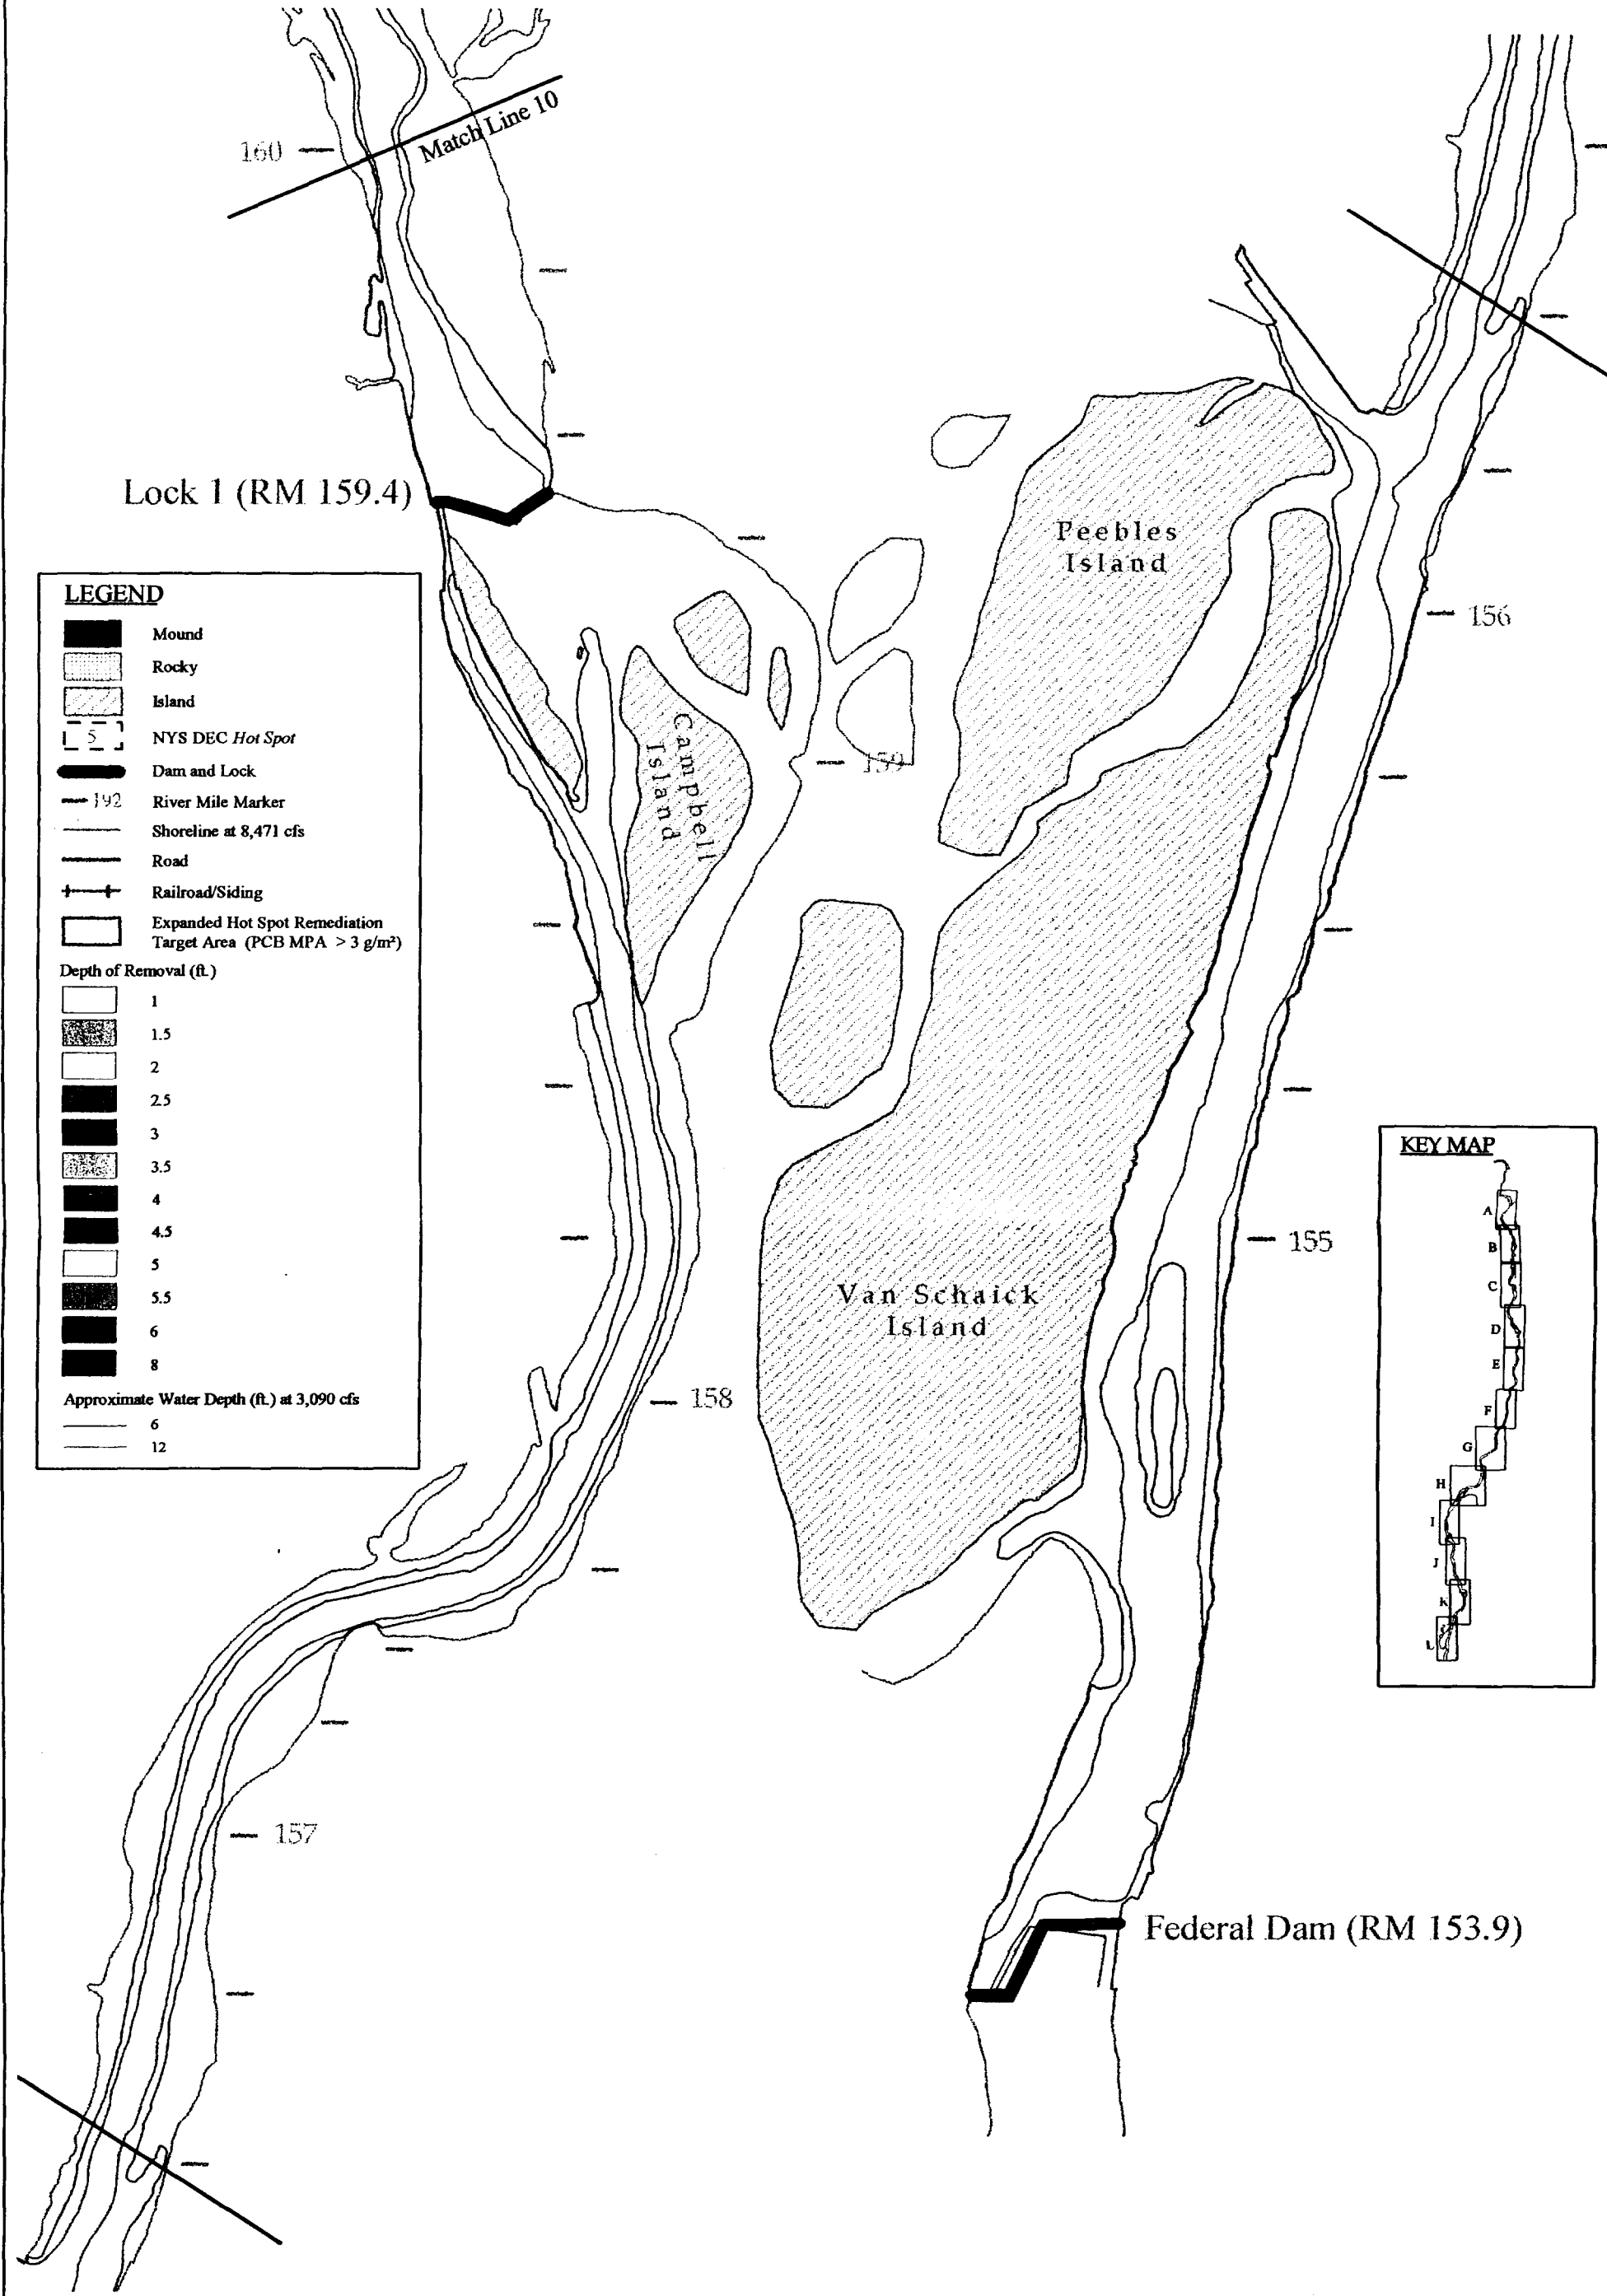 160
Match Line 10
Lock 1 (RM 159.4)
Peebles
Island
156
LEGEND
Mound
Rocky
Island
5 NYS DEC Hot Spot
Dam and Lock
192 River Mile Marker
Shoreline at 8,471 cfs
Road
Railroad/Siding
Expanded Hot Spot Remediation
Target Area (PCB MPA > 3 g/m²)
Depth of Removal (ft.)
1
1.5
2
2.5
3
3.5
4
4.5
5
5.5
6
8
Approximate Water Depth (ft.) at 3,090 cfs
6
12
Campbell
Island
159
KEY MAP
A
B
C
D
E
F
G
H
I
J
K
L
155
Van Schaick
Island
158
157
Federal Dam (RM 153.9)